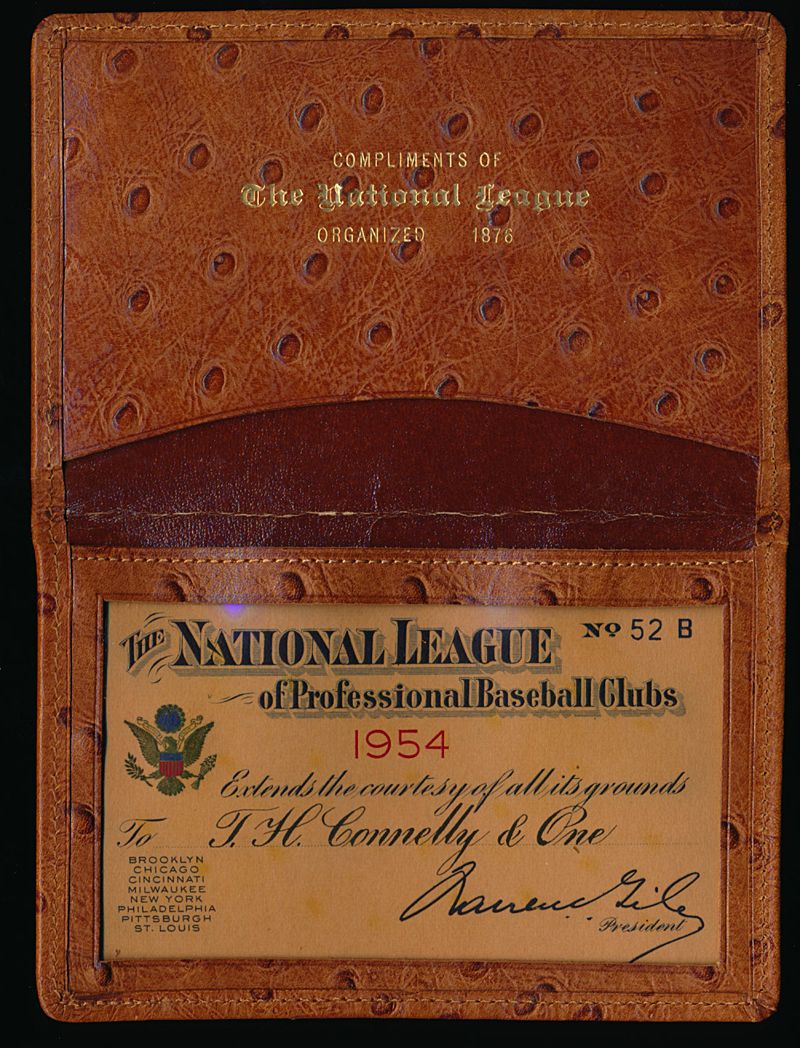 COMPLIMENTS OF
The National League
ORGANIZED 1876
THE NATIONAL LEAGUE
No 52 B
of Professional Baseball Clubs
1954
Extends the courtesy of all its grounds
To T. H. Connelly & One
BROOKLYN
CHICAGO
CINCINNATI
MILWAUKEE
NEW YORK
PHILADELPHIA
PITTSBURGH
ST. LOUIS
Warren Giles
President